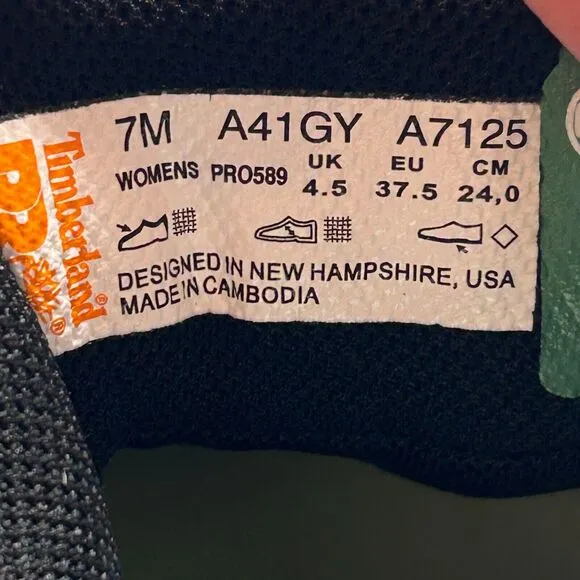 7M A41GY A7125
WOMENS PRO589 UK EU CM
4.5 37.5 24,0
DESIGNED IN NEW HAMPSHIRE, USA
MADE IN CAMBODIA
Timberland®
PRO
®